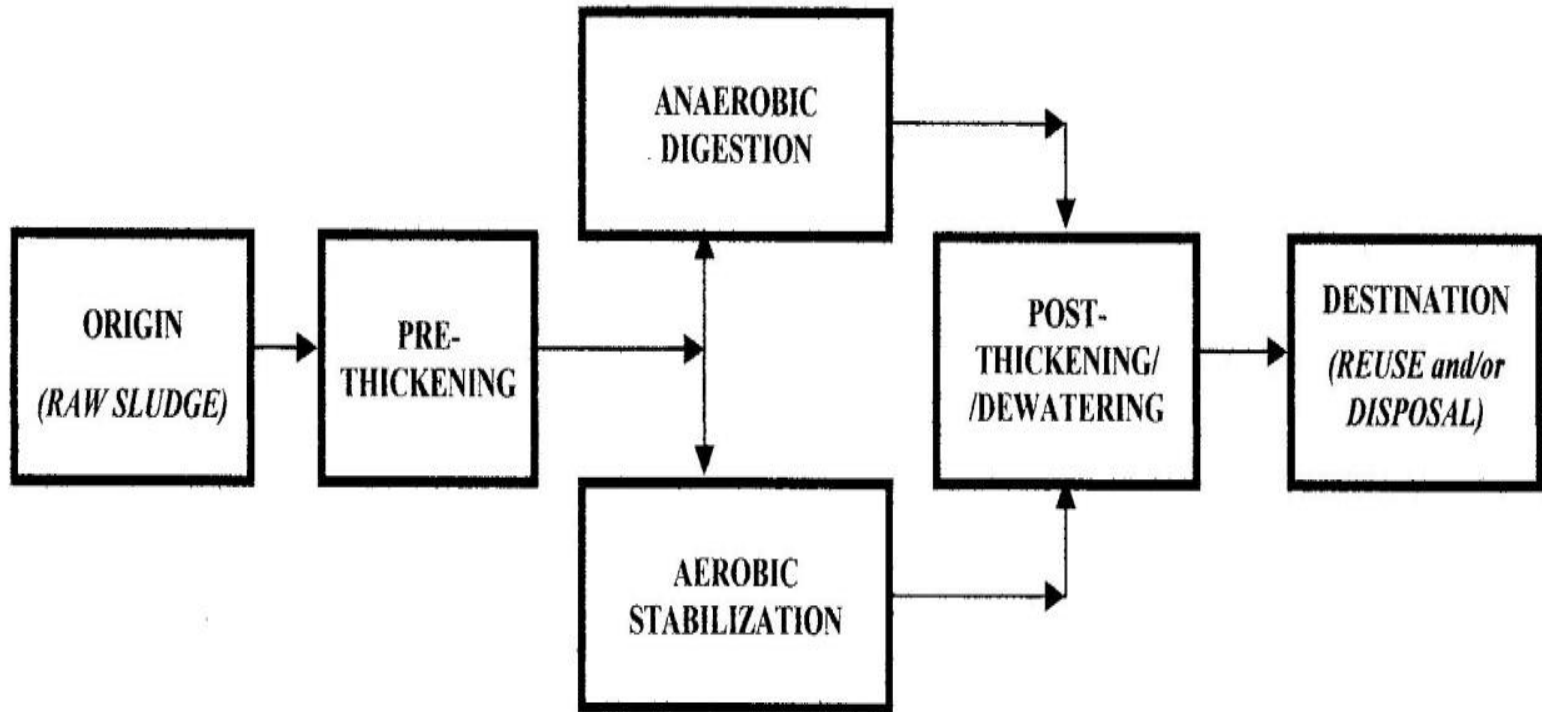 ORIGIN
(RAW SLUDGE)
PRE-
THICKENING
ANAEROBIC
DIGESTION
AEROBIC
STABILIZATION
POST-
THICKENING/
/DEWATERING
DESTINATION
(REUSE and/or
DISPOSAL)